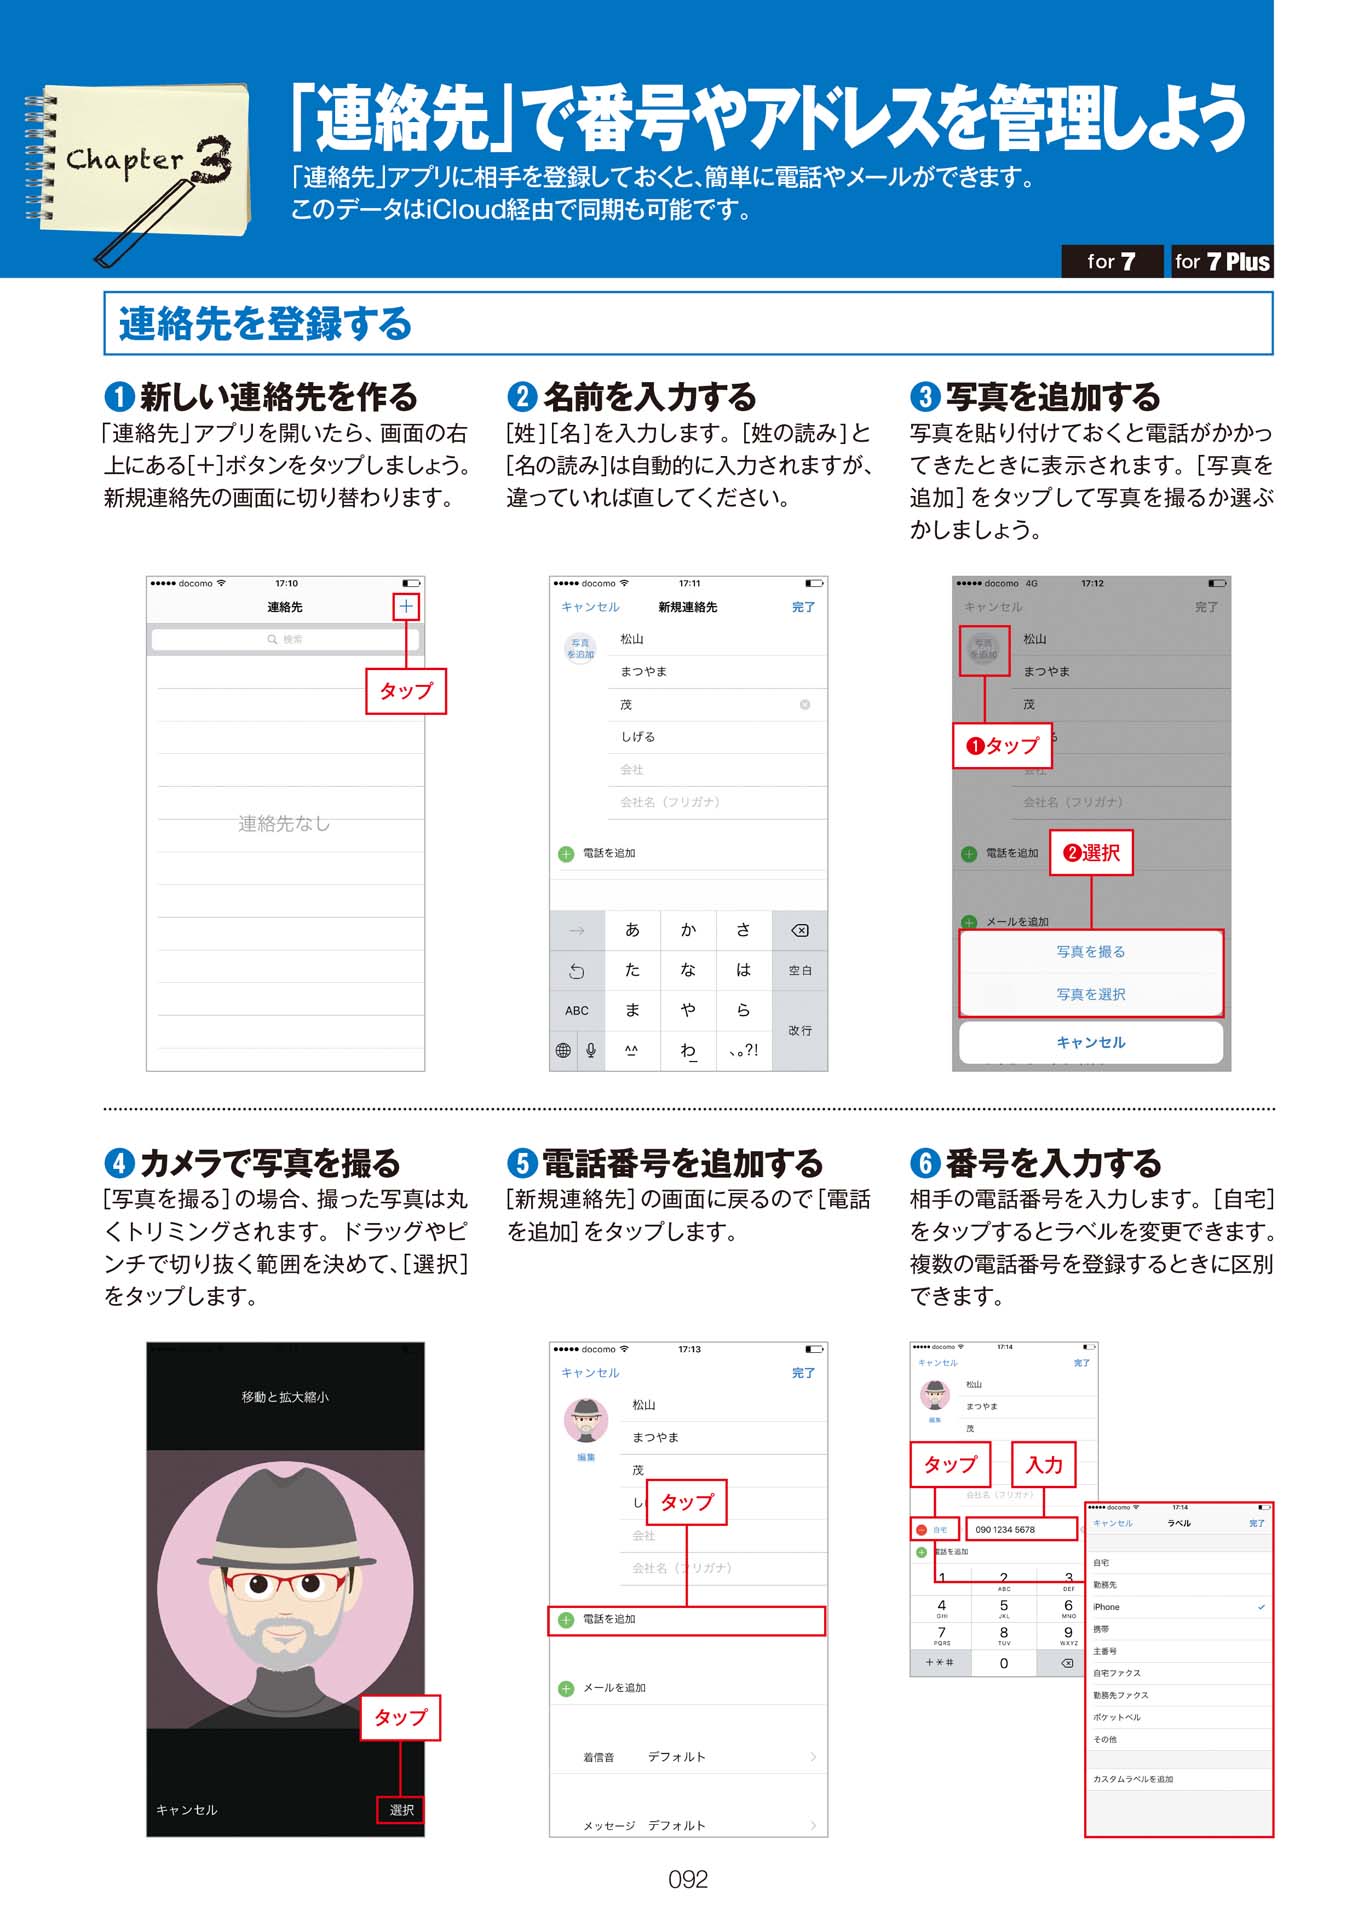 Chapter 3
「連絡先」で番号やアドレスを管理しよう
「連絡先」アプリに相手を登録しておくと、簡単に電話やメールができます。
このデータはiCloud経由で同期も可能です。
for 7
for 7 Plus
連絡先を登録する
❶新しい連絡先を作る
「連絡先」アプリを開いたら、画面の右
上にある[＋]ボタンをタップしましょう。
新規連絡先の画面に切り替わります。
docomo 17:10
連絡先
＋
検索
タップ
連絡先なし
❷名前を入力する
[姓][名]を入力します。[姓の読み]と
[名の読み]は自動的に入力されますが、
違っていれば直してください。
docomo 17:11
キャンセル 新規連絡先 完了
写真
を追加
松山
まつやま
茂
しげる
会社
会社名（フリガナ）
電話を追加
→ あ か さ
た な は 空白
ABC ま や ら
改行
^^ わ_ 、。?!
❸写真を追加する
写真を貼り付けておくと電話がかかっ
てきたときに表示されます。[写真を
追加]をタップして写真を撮るか選ぶ
かしましょう。
docomo 4G 17:12
キャンセル 完了
写真
を追加
松山
まつやま
茂
❶タップ
る
会社
会社名（フリガナ）
電話を追加
❷選択
メールを追加
写真を撮る
写真を選択
キャンセル
❹カメラで写真を撮る
[写真を撮る]の場合、撮った写真は丸
くトリミングされます。ドラッグやピ
ンチで切り抜く範囲を決めて、[選択]
をタップします。
移動と拡大縮小
タップ
キャンセル 選択
❺電話番号を追加する
[新規連絡先]の画面に戻るので[電話
を追加]をタップします。
docomo 17:13
キャンセル 完了
松山
まつやま
編集
茂
し
タップ
会社
会社名（フリガナ）
電話を追加
メールを追加
着信音 デフォルト
メッセージ デフォルト
❻番号を入力する
相手の電話番号を入力します。[自宅]
をタップするとラベルを変更できます。
複数の電話番号を登録するときに区別
できます。
docomo 17:14
キャンセル 完了
松山
まつやま
編集
茂
タップ
入力
会社名（フリガナ）
自宅 090 1234 5678
電話を追加
1 2 3
ABC DEF
4 5 6
GHI JKL MNO
7 8 9
PQRS TUV WXYZ
＋＊＃ 0
docomo 17:14
キャンセル ラベル 完了
自宅
勤務先
iPhone
携帯
主番号
自宅ファクス
勤務先ファクス
ポケットベル
その他
カスタムラベルを追加
092